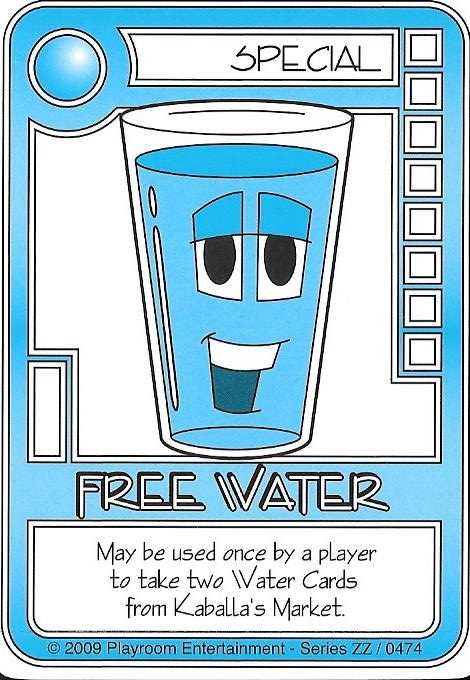 SPECIAL
FREE WATER
May be used once by a player
to take two Water Cards
from Kaballa's Market.
© 2009 Playroom Entertainment - Series ZZ / 0474